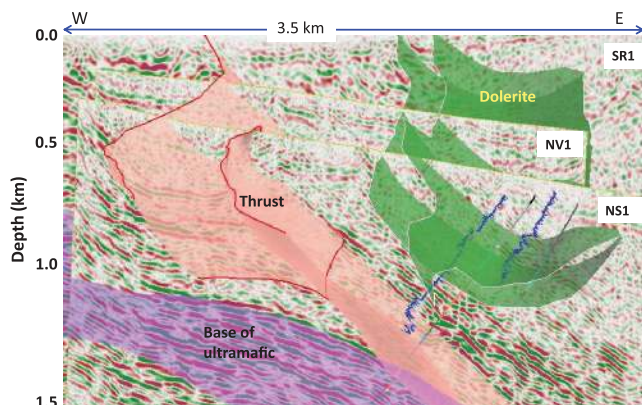 W
E
3.5 km
0.0
SR1
Dolerite
0.5
NV1
Thrust
NS1
Depth (km)
1.0
Base of
ultramafic
1.5